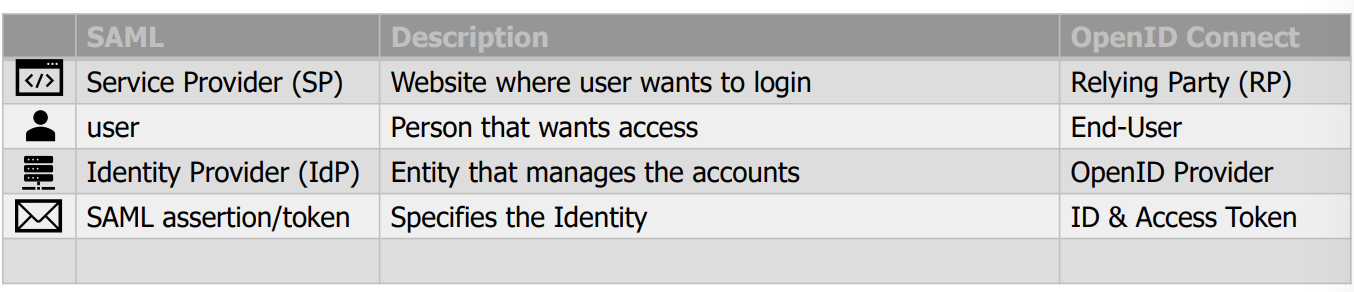 SAML Description OpenID Connect
</> Service Provider (SP) Website where user wants to login Relying Party (RP)
user Person that wants access End-User
Identity Provider (IdP) Entity that manages the accounts OpenID Provider
SAML assertion/token Specifies the Identity ID & Access Token